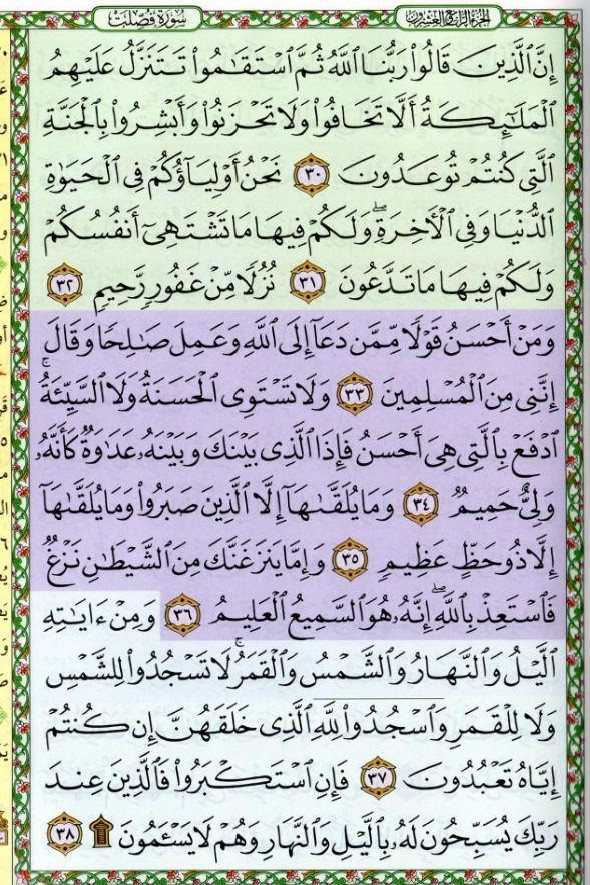 الجزء الرابع والعشرون
سورة فصلت
إِنَّ ٱلَّذِينَ قَالُواْ رَبُّنَا ٱللَّهُ ثُمَّ ٱسۡتَقَٰمُواْ تَتَنَزَّلُ عَلَيۡهِمُ
ٱلۡمَلَٰٓئِكَةُ أَلَّا تَخَافُواْ وَلَا تَحۡزَنُواْ وَأَبۡشِرُواْ بِٱلۡجَنَّةِ
ٱلَّتِي كُنتُمۡ تُوعَدُونَ ٣٠ نَحۡنُ أَوۡلِيَآؤُكُمۡ فِي ٱلۡحَيَوٰةِ
ٱلدُّنۡيَا وَفِي ٱلۡأٓخِرَةِۖ وَلَكُمۡ فِيهَا مَا تَشۡتَهِيٓ أَنفُسُكُمۡ
وَلَكُمۡ فِيهَا مَا تَدَّعُونَ ٣١ نُزُلٗا مِّنۡ غَفُورٖ رَّحِيمٖ ٣٢
وَمَنۡ أَحۡسَنُ قَوۡلٗا مِّمَّن دَعَآ إِلَى ٱللَّهِ وَعَمِلَ صَٰلِحٗا وَقَالَ
إِنَّنِي مِنَ ٱلۡمُسۡلِمِينَ ٣٣ وَلَا تَسۡتَوِي ٱلۡحَسَنَةُ وَلَا ٱلسَّيِّئَةُۚ
ٱدۡفَعۡ بِٱلَّتِي هِيَ أَحۡسَنُ فَإِذَا ٱلَّذِي بَيۡنَكَ وَبَيۡنَهُۥ عَدَٰوَةٞ كَأَنَّهُۥ
وَلِيٌّ حَمِيمٞ ٣٤ وَمَا يُلَقَّىٰهَآ إِلَّا ٱلَّذِينَ صَبَرُواْ وَمَا يُلَقَّىٰهَآ
إِلَّا ذُو حَظٍّ عَظِيمٖ ٣٥ وَإِمَّا يَنزَغَنَّكَ مِنَ ٱلشَّيۡطَٰنِ نَزۡغٞ
فَٱسۡتَعِذۡ بِٱللَّهِۖ إِنَّهُۥ هُوَ ٱلسَّمِيعُ ٱلۡعَلِيمُ ٣٦ وَمِنۡ ءَايَٰتِهِ
ٱلَّيۡلُ وَٱلنَّهَارُ وَٱلشَّمۡسُ وَٱلۡقَمَرُۚ لَا تَسۡجُدُواْ لِلشَّمۡسِ
وَلَا لِلۡقَمَرِ وَٱسۡجُدُواْۤ لِلَّهِۤ ٱلَّذِي خَلَقَهُنَّ إِن كُنتُمۡ
إِيَّاهُ تَعۡبُدُونَ ٣٧ فَإِنِ ٱسۡتَكۡبَرُواْ فَٱلَّذِينَ عِندَ
رَبِّكَ يُسَبِّحُونَ لَهُۥ بِٱلَّيۡلِ وَٱلنَّهَارِ وَهُمۡ لَا يَسۡـَٔمُونَ ۩ ٣٨